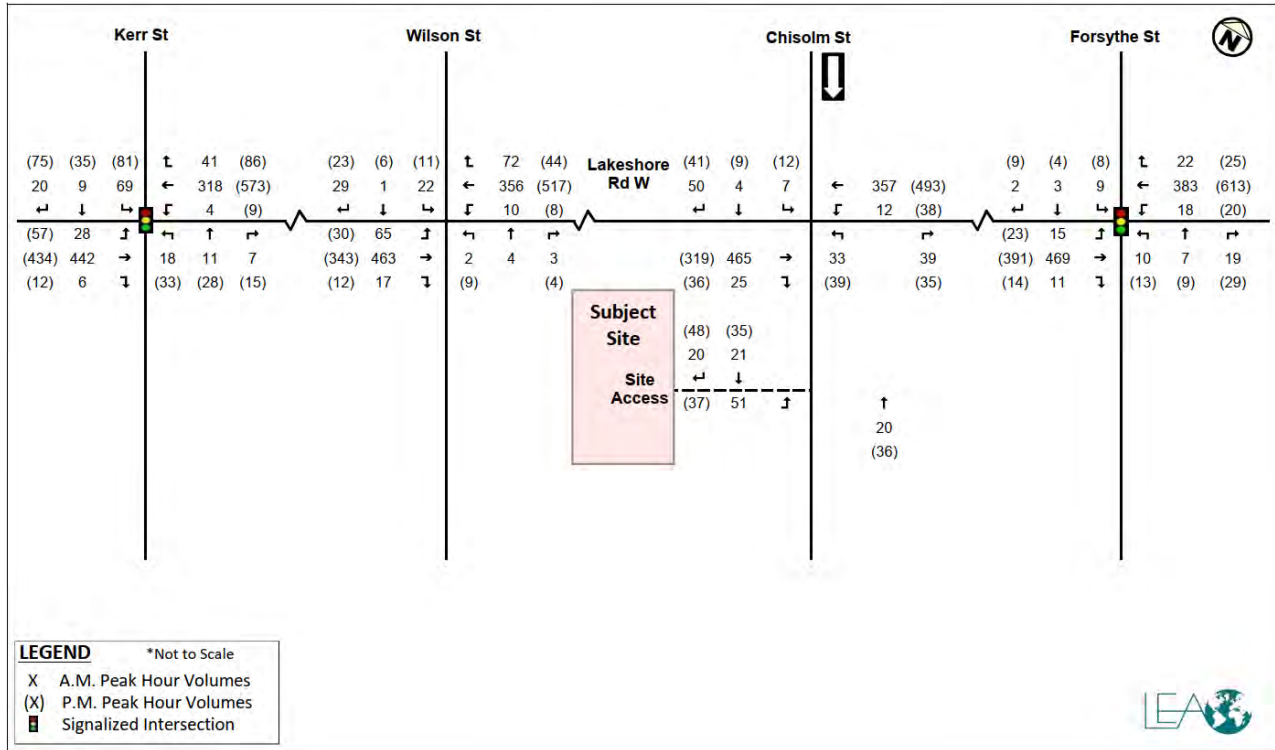 Kerr St Wilson St Chisolm St Forsythe St N
(75) (35) (81) 41 (86) (23) (6) (11) 72 (44) Lakeshore (41) (9) (12) (9) (4) (8) 22 (25)
20 9 69 318 (573) 29 1 22 356 (517) Rd W 50 4 7 357 (493) 2 3 9 383 (613)
4 (9) 10 (8) 12 (38) 18 (20)
(57) 28 (30) 65 (23) 15
(434) 442 18 11 7 (343) 463 2 4 3 (319) 465 33 39 (391) 469 10 7 19
(12) 6 (33) (28) (15) (12) 17 (9) (4) (36) 25 (39) (35) (14) 11 (13) (9) (29)
Subject
Site
(48) (35)
20 21
Site
Access
(37) 51
20
(36)
LEGEND *Not to Scale
X A.M. Peak Hour Volumes
(X) P.M. Peak Hour Volumes
Signalized Intersection
LEA